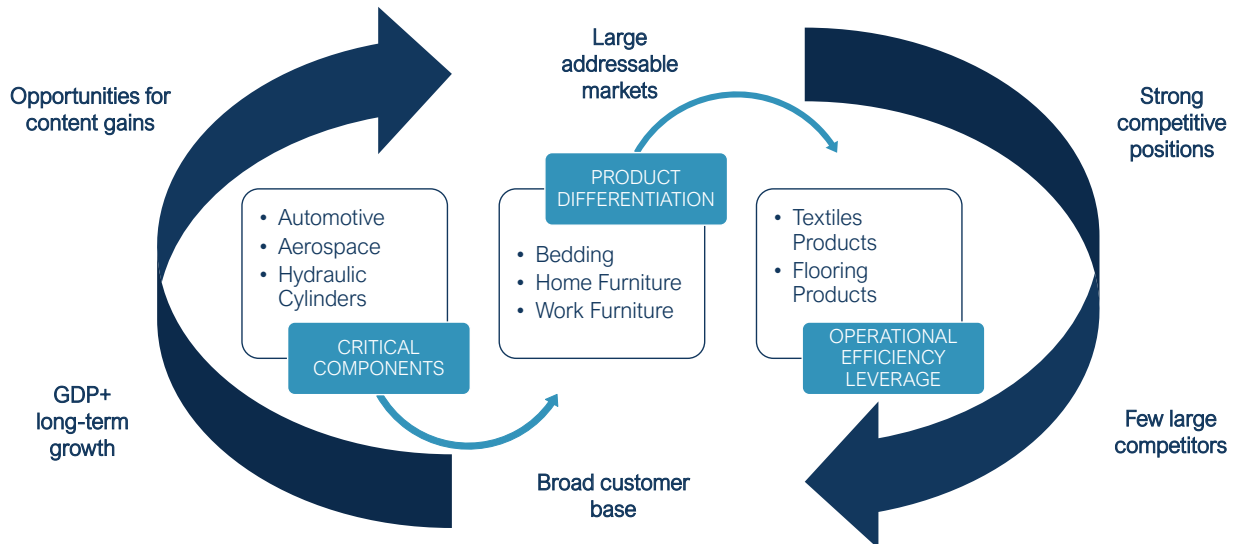 Large
addressable
markets
Opportunities for
content gains
Strong
competitive
positions
• Automotive
• Aerospace
• Hydraulic
Cylinders
CRITICAL
COMPONENTS
PRODUCT
DIFFERENTIATION
• Bedding
• Home Furniture
• Work Furniture
• Textiles
Products
• Flooring
Products
OPERATIONAL
EFFICIENCY
LEVERAGE
GDP+
long-term
growth
Broad customer
base
Few large
competitors